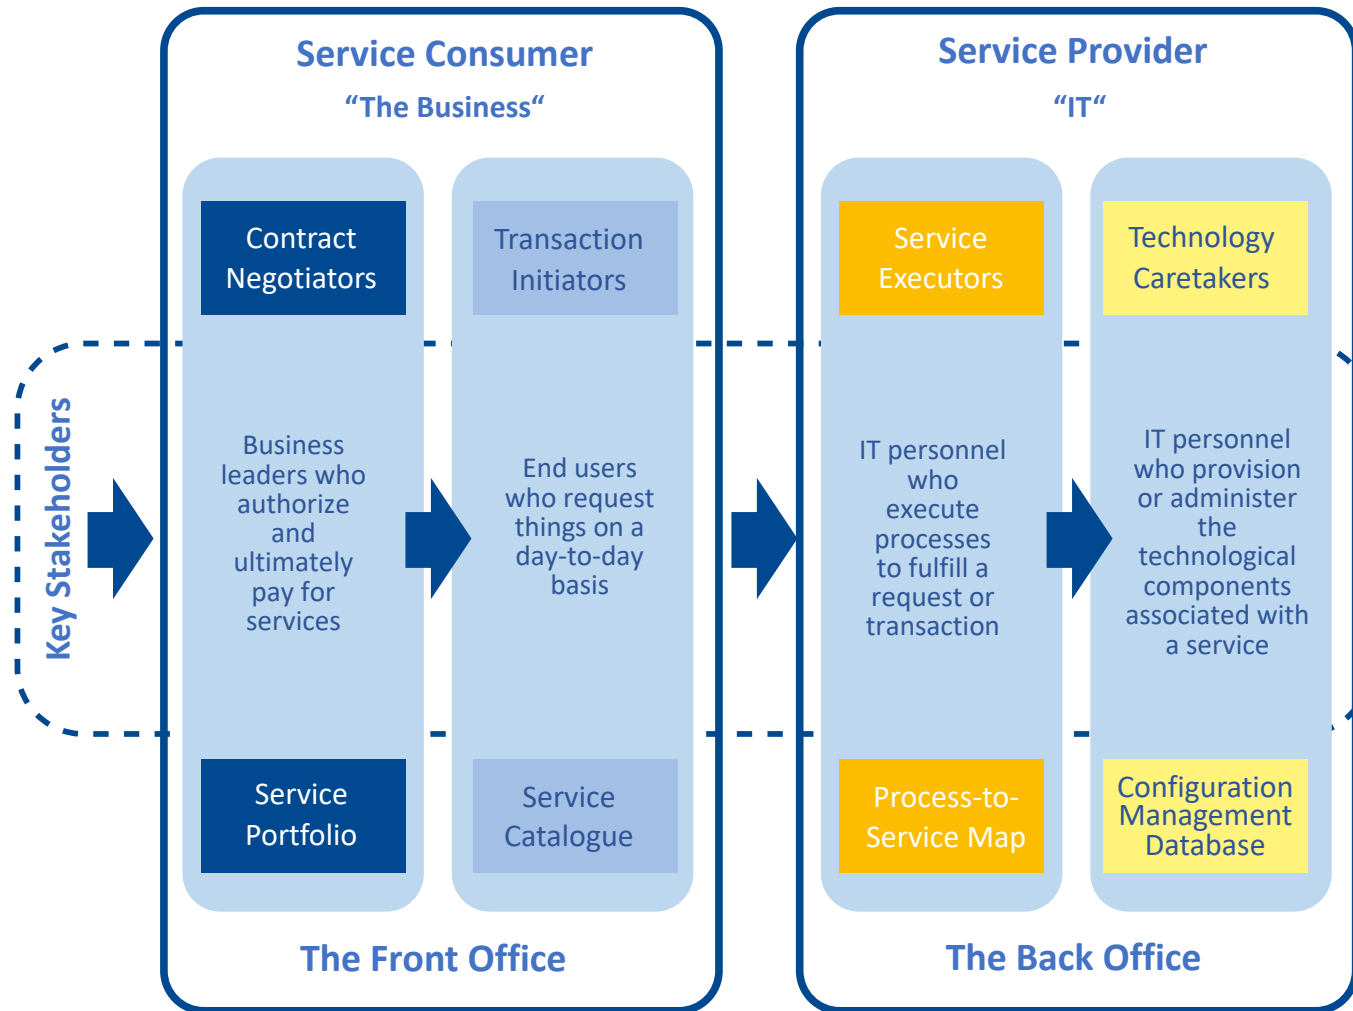 Service Consumer
“The Business“
Contract
Negotiators
Transaction
Initiators
Key Stakeholders
Business
leaders who
authorize
and
ultimately
pay for
services
End users
who request
things on a
day-to-day
basis
Service
Portfolio
Service
Catalogue
The Front Office
Service Provider
“IT“
Service
Executors
Technology
Caretakers
IT personnel
who
execute
processes
to fulfill a
request or
transaction
IT personnel
who provision
or administer
the
technological
components
associated with
a service
Process-to-
Service Map
Configuration
Management
Database
The Back Office